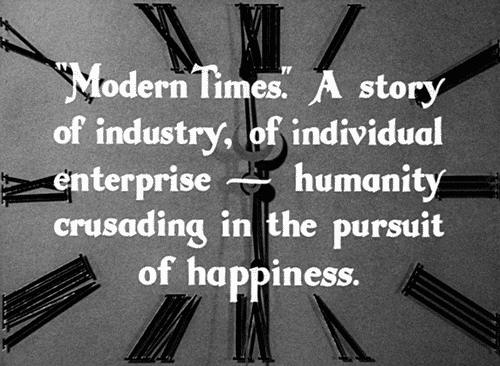 "Modern Times." A story
of industry, of individual
enterprise — humanity
crusading in the pursuit
of happiness.